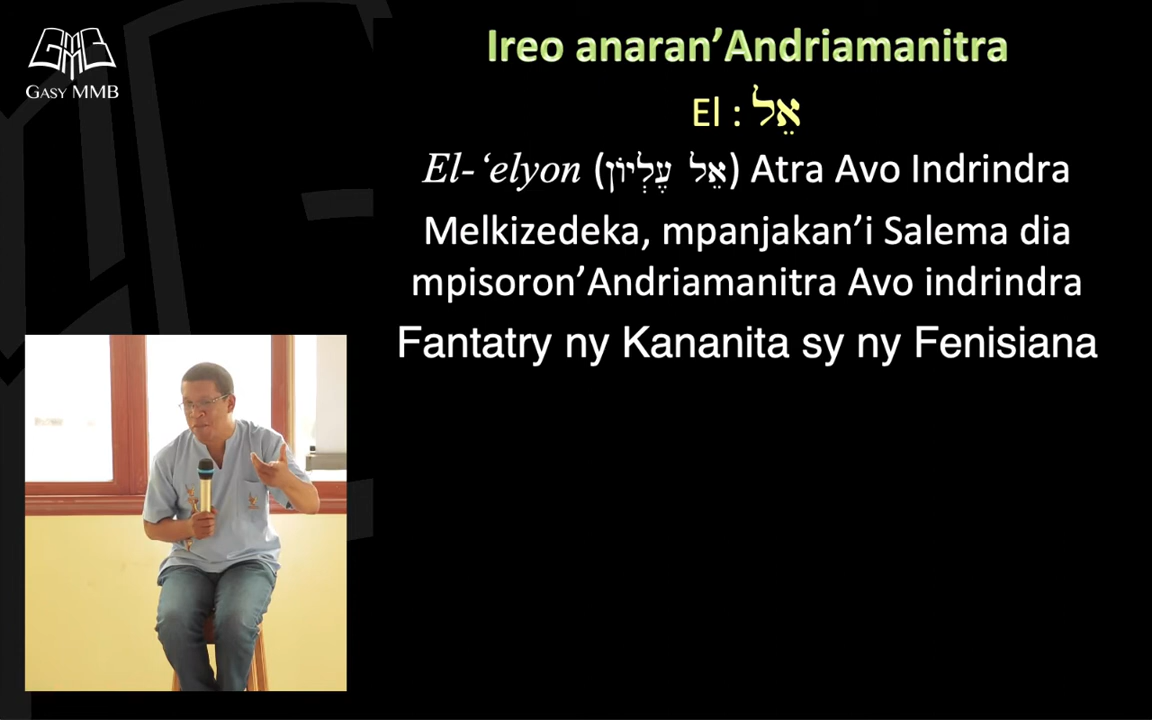 GASY MMB
Ireo anaran’Andriamanitra
El : אֵל
El-‘elyon (אֵל עֶלְיוֹן) Atra Avo Indrindra
Melkizedeka, mpanjakan’i Salema dia
mpisoron’Andriamanitra Avo indrindra
Fantatry ny Kananita sy ny Fenisiana